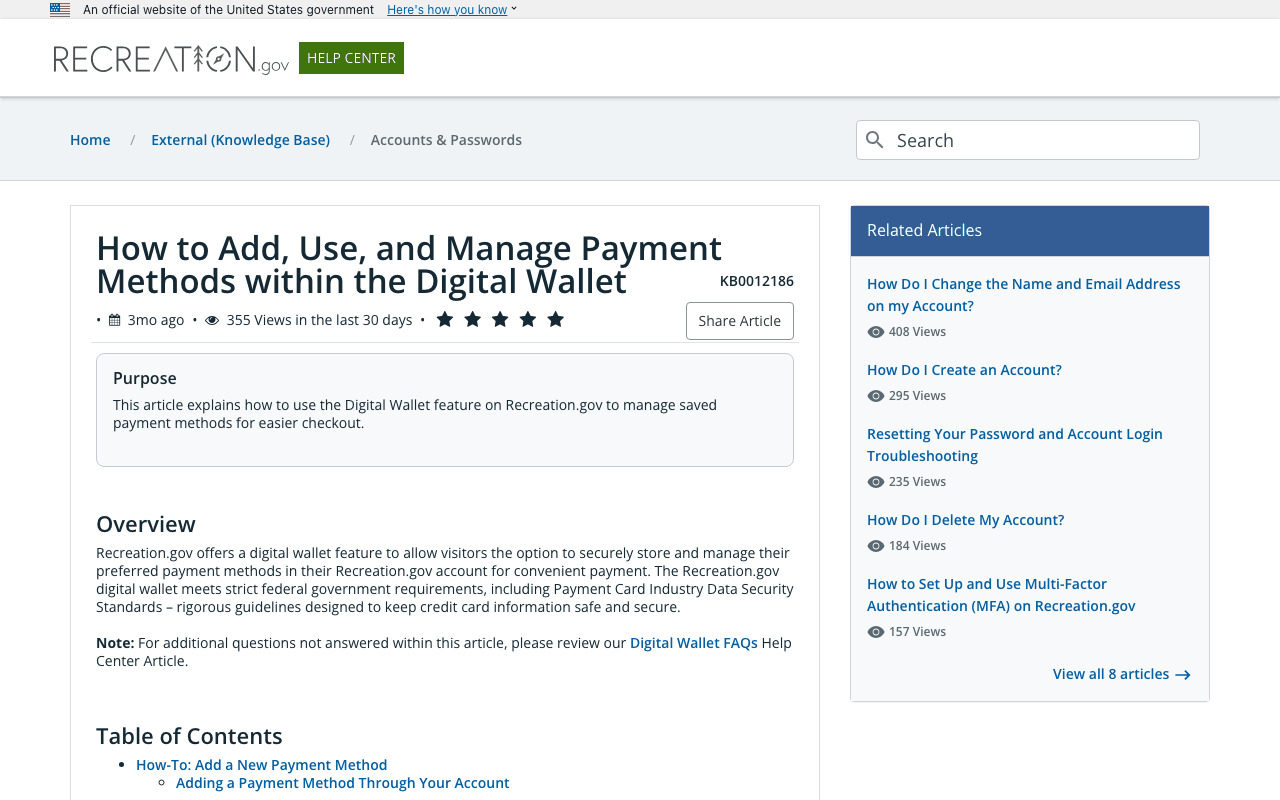 An official website of the United States government Here's how you know
RECREATION.gov HELP CENTER
Home / External (Knowledge Base) / Accounts & Passwords
Search
How to Add, Use, and Manage Payment
Methods within the Digital Wallet
KB0012186
• 3mo ago • 355 Views in the last 30 days •
Share Article
Purpose
This article explains how to use the Digital Wallet feature on Recreation.gov to manage saved
payment methods for easier checkout.
Overview
Recreation.gov offers a digital wallet feature to allow visitors the option to securely store and manage their
preferred payment methods in their Recreation.gov account for convenient payment. The Recreation.gov
digital wallet meets strict federal government requirements, including Payment Card Industry Data Security
Standards – rigorous guidelines designed to keep credit card information safe and secure.
Note: For additional questions not answered within this article, please review our Digital Wallet FAQs Help
Center Article.
Table of Contents
• How-To: Add a New Payment Method
◦ Adding a Payment Method Through Your Account
Related Articles
How Do I Change the Name and Email Address
on my Account?
408 Views
How Do I Create an Account?
295 Views
Resetting Your Password and Account Login
Troubleshooting
235 Views
How Do I Delete My Account?
184 Views
How to Set Up and Use Multi-Factor
Authentication (MFA) on Recreation.gov
157 Views
View all 8 articles